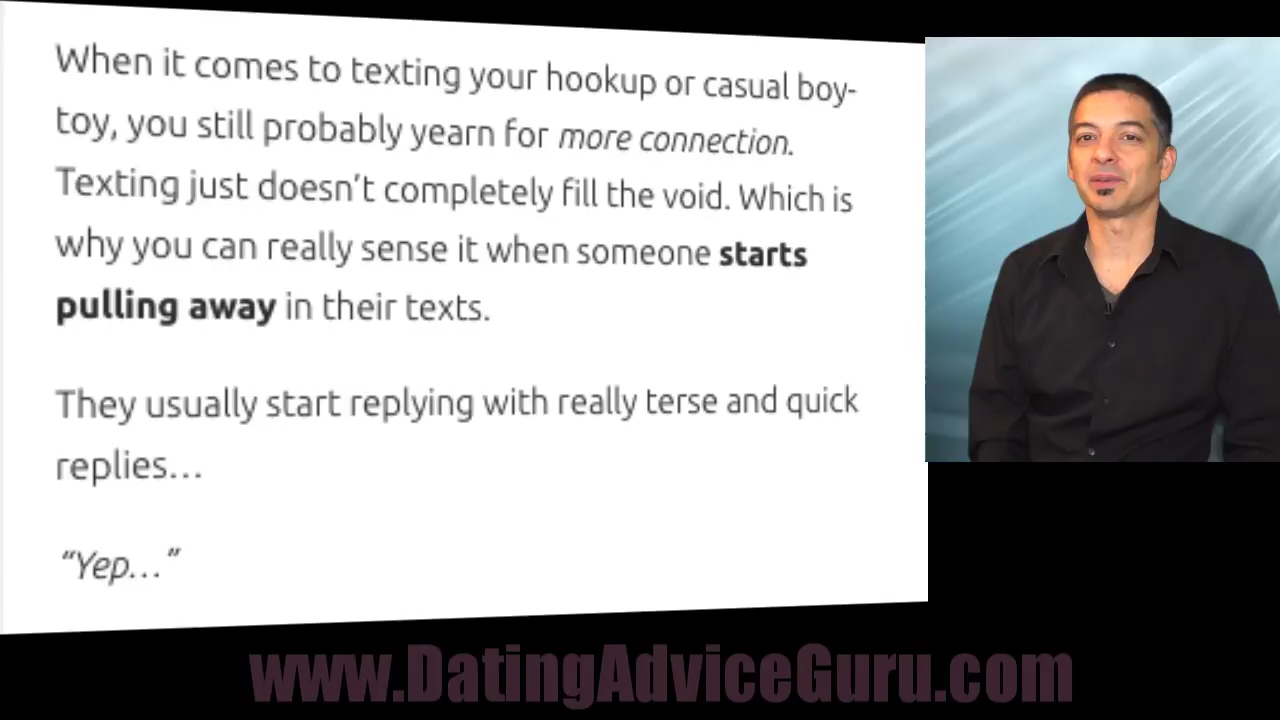 When it comes to texting your hookup or casual boy-
toy, you still probably yearn for more connection.
Texting just doesn't completely fill the void. Which is
why you can really sense it when someone starts
pulling away in their texts.
They usually start replying with really terse and quick
replies…
“Yep…”
www.DatingAdviceGuru.com